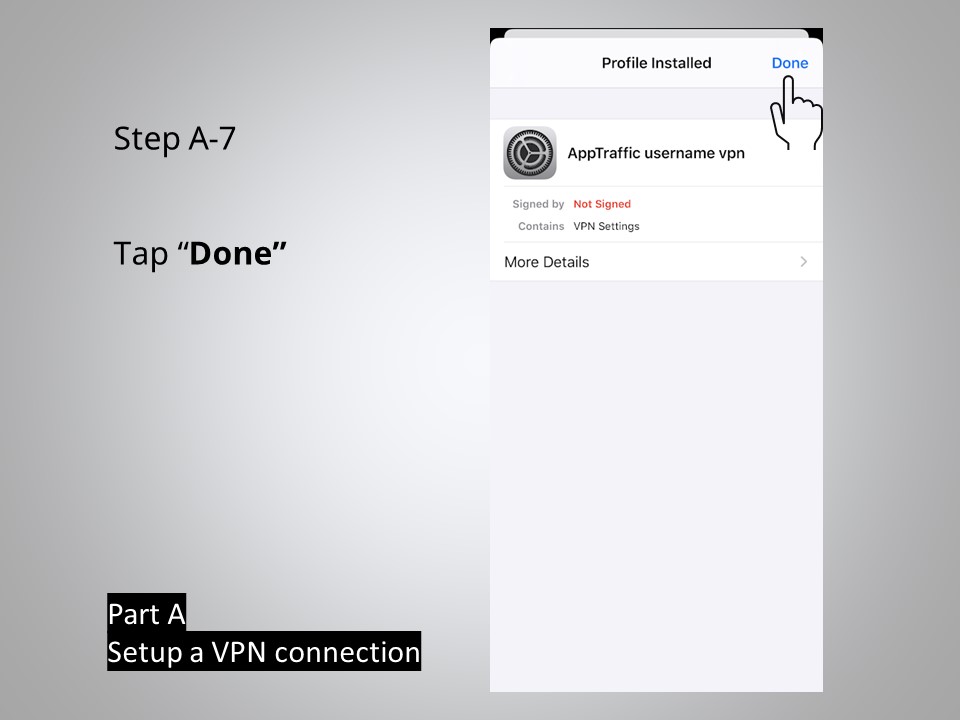 Step A-7
Tap “Done”
Part A
Setup a VPN connection
Profile Installed
Done
AppTraffic username vpn
Signed by Not Signed
Contains VPN Settings
More Details